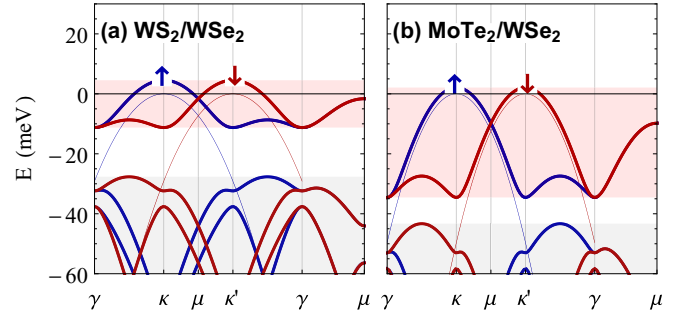 (a) WS₂/WSe₂
(b) MoTe₂/WSe₂
E (meV)
20
0
−20
−40
−60
γ κ μ κ' γ μ
γ κ μ κ' γ μ